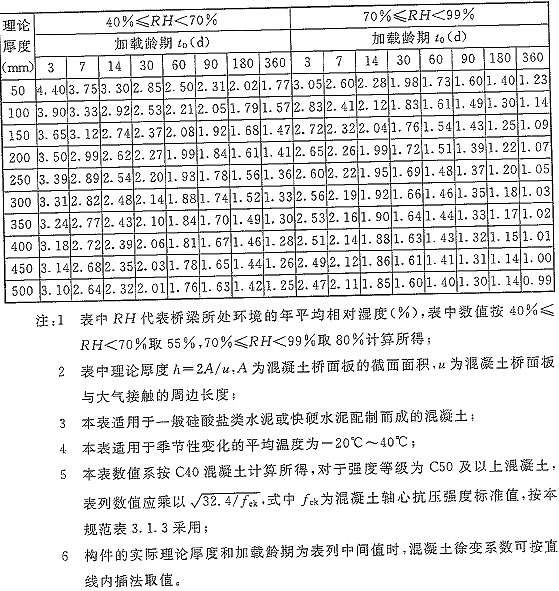 理论 40%≤RH<70% 70%≤RH<99%
厚度 加载龄期 t₀(d) 加载龄期 t₀(d)
(mm) 3 7 14 30 60 90 180 360 3 7 14 30 60 90 180 360
50 4.40 3.75 3.30 2.85 2.50 2.31 2.02 1.77 3.05 2.60 2.28 1.98 1.73 1.60 1.40 1.23
100 3.90 3.33 2.92 2.53 2.21 2.05 1.79 1.57 2.83 2.41 2.12 1.83 1.61 1.49 1.30 1.14
150 3.65 3.12 2.74 2.37 2.08 1.92 1.68 1.47 2.72 2.32 2.04 1.76 1.54 1.43 1.25 1.09
200 3.50 2.99 2.62 2.27 1.99 1.84 1.61 1.41 2.65 2.26 1.99 1.72 1.51 1.39 1.22 1.07
250 3.39 2.89 2.54 2.20 1.93 1.78 1.56 1.36 2.60 2.22 1.95 1.69 1.48 1.37 1.20 1.05
300 3.31 2.82 2.48 2.14 1.88 1.74 1.52 1.33 2.56 2.19 1.92 1.66 1.46 1.35 1.18 1.03
350 3.24 2.77 2.43 2.10 1.84 1.70 1.49 1.30 2.53 2.16 1.90 1.64 1.44 1.33 1.17 1.02
400 3.18 2.72 2.39 2.06 1.81 1.67 1.46 1.28 2.51 2.14 1.88 1.63 1.43 1.32 1.15 1.01
450 3.14 2.68 2.35 2.03 1.78 1.65 1.44 1.26 2.49 2.12 1.86 1.61 1.41 1.31 1.14 1.00
500 3.10 2.64 2.32 2.01 1.76 1.63 1.42 1.25 2.47 2.11 1.85 1.60 1.40 1.30 1.14 0.99
注:1 表中 RH 代表桥梁所处环境的年平均相对湿度(%),表中数值按 40%≤
RH<70%取 55%,70%≤RH<99%取 80%计算所得;
2 表中理论厚度 h=2A/u,A 为混凝土桥面板的截面面积,u 为混凝土桥面板
与大气接触的周边长度;
3 本表适用于一般硅酸盐类水泥或快硬水泥配制而成的混凝土;
4 本表适用于季节性变化的平均温度为-20℃~40℃;
5 本表数值系按 C40 混凝土计算所得,对于强度等级为 C50 及以上混凝土,
表列数值应乘以 √32.4/fck,式中 fck为混凝土轴心抗压强度标准值,按本
规范表 3.1.3 采用;
6 构件的实际理论厚度和加载龄期为表列中间值时,混凝土徐变系数可按直
线内插法取值。